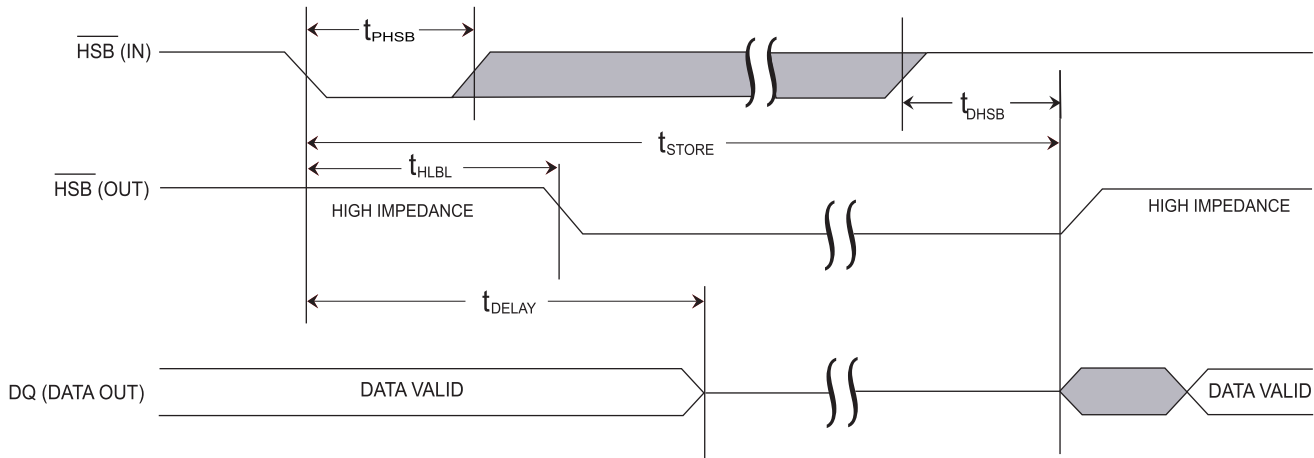 tPHSB
HSB (IN)
tDHSB
tSTORE
tHLBL
HSB (OUT)
HIGH IMPEDANCE
HIGH IMPEDANCE
tDELAY
DQ (DATA OUT)
DATA VALID
DATA VALID